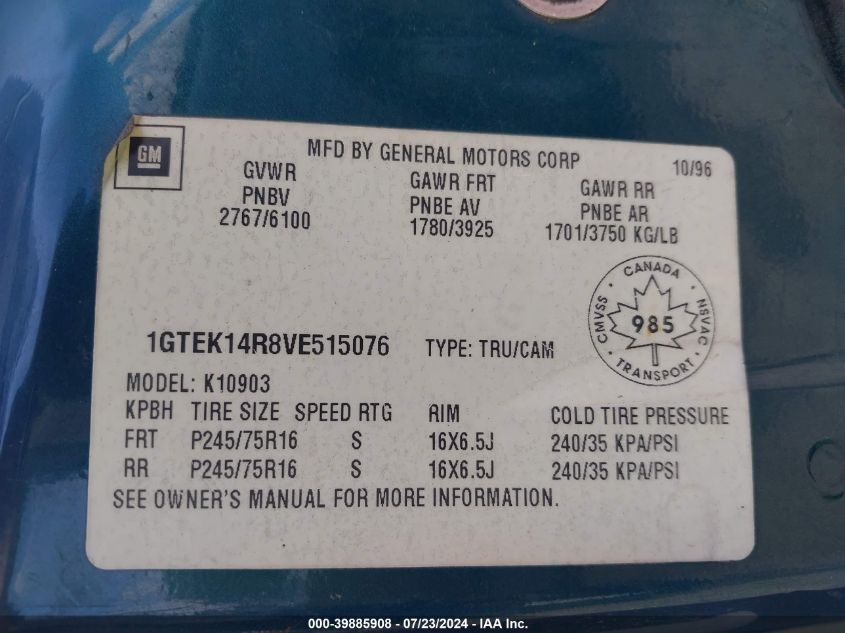 GM
MFD BY GENERAL MOTORS CORP
10/96
GVWR
PNBV
2767/6100
GAWR FRT
PNBE AV
1780/3925
GAWR RR
PNBE AR
1701/3750 KG/LB
CANADA
CMVSS
985
NSVAC
TRANSPORT
1GTEK14R8VE515076 TYPE: TRU/CAM
MODEL: K10903
KPBH TIRE SIZE SPEED RTG RIM COLD TIRE PRESSURE
FRT P245/75R16 S 16X6.5J 240/35 KPA/PSI
RR P245/75R16 S 16X6.5J 240/35 KPA/PSI
SEE OWNER'S MANUAL FOR MORE INFORMATION.
000-39885908 - 07/23/2024 - IAA Inc.